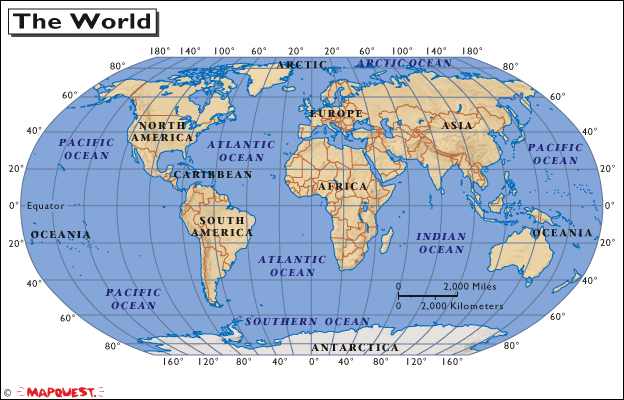 The World
180° 140° 100° 60° 20° 20° 60° 100° 140° 180°
80° ARCTIC ARCTIC OCEAN 80°
60° 60°
EUROPE
NORTH
AMERICA
ASIA
40° 40°
PACIFIC
OCEAN
ATLANTIC
OCEAN
PACIFIC
OCEAN
20° CARIBBEAN 20°
AFRICA
Equator 0° 0°
SOUTH
AMERICA
OCEANIA
OCEANIA
20° INDIAN
OCEAN 20°
ATLANTIC
OCEAN
40° 40°
PACIFIC
OCEAN
0 2,000 Miles
0 2,000 Kilometers
60° SOUTHERN OCEAN 60°
80° ANTARCTICA 80°
120° 160° 80° 40° 0° 40° 80° 120° 160°
© MAPQUEST.